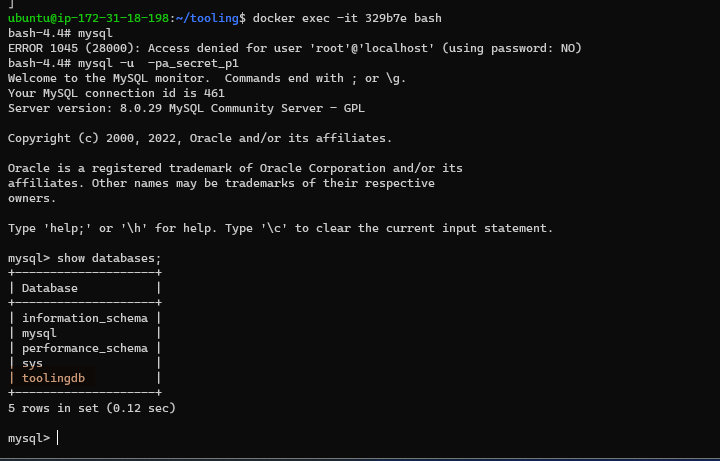 ubuntu@ip-172-31-18-198:~/tooling$ docker exec -it 329b7e bash
bash-4.4# mysql
ERROR 1045 (28000): Access denied for user 'root'@'localhost' (using password: NO)
bash-4.4# mysql -u  -pa_secret_p1
Welcome to the MySQL monitor.  Commands end with ; or \g.
Your MySQL connection id is 461
Server version: 8.0.29 MySQL Community Server - GPL
Copyright (c) 2000, 2022, Oracle and/or its affiliates.
Oracle is a registered trademark of Oracle Corporation and/or its
affiliates. Other names may be trademarks of their respective
owners.
Type 'help;' or '\h' for help. Type '\c' to clear the current input statement.
mysql> show databases;
+--------------------+
| Database           |
+--------------------+
| information_schema |
| mysql              |
| performance_schema |
| sys                |
| toolingdb          |
+--------------------+
5 rows in set (0.12 sec)
mysql>